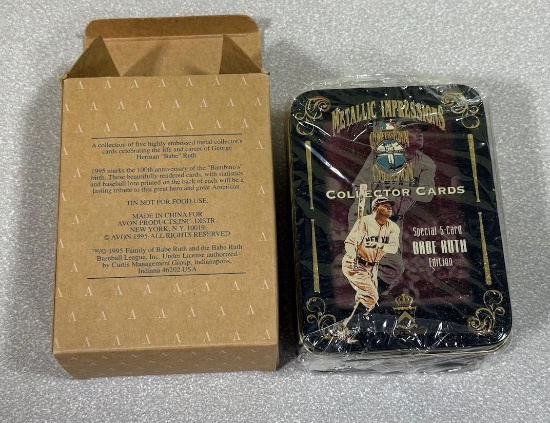 A collection of five highly embossed metal collector's
cards celebrating the life and career of George
Herman "Babe" Ruth
1995 marks the 100th anniversary of the "Bambino's"
birth. These beautifully rendered cards, with statistics
and baseball lore printed on the back of each will be a
lasting tribute to this great hero and great American.
TIN NOT FOR FOOD USE.
MADE IN CHINA FOR
AVON PRODUCTS, INC. DISTR.
NEW YORK, N.Y. 10019
© AVON 1995 ALL RIGHTS RESERVED
™/© 1995 Family of Babe Ruth and the Babe Ruth
Baseball League, Inc. Under License authorized
by Curtis Management Group, Indianapolis,
Indiana 46202 USA
METALLIC IMPRESSIONS
COLLECTOR CARDS
Special 5 Card
BABE RUTH
Edition
NEW YORK